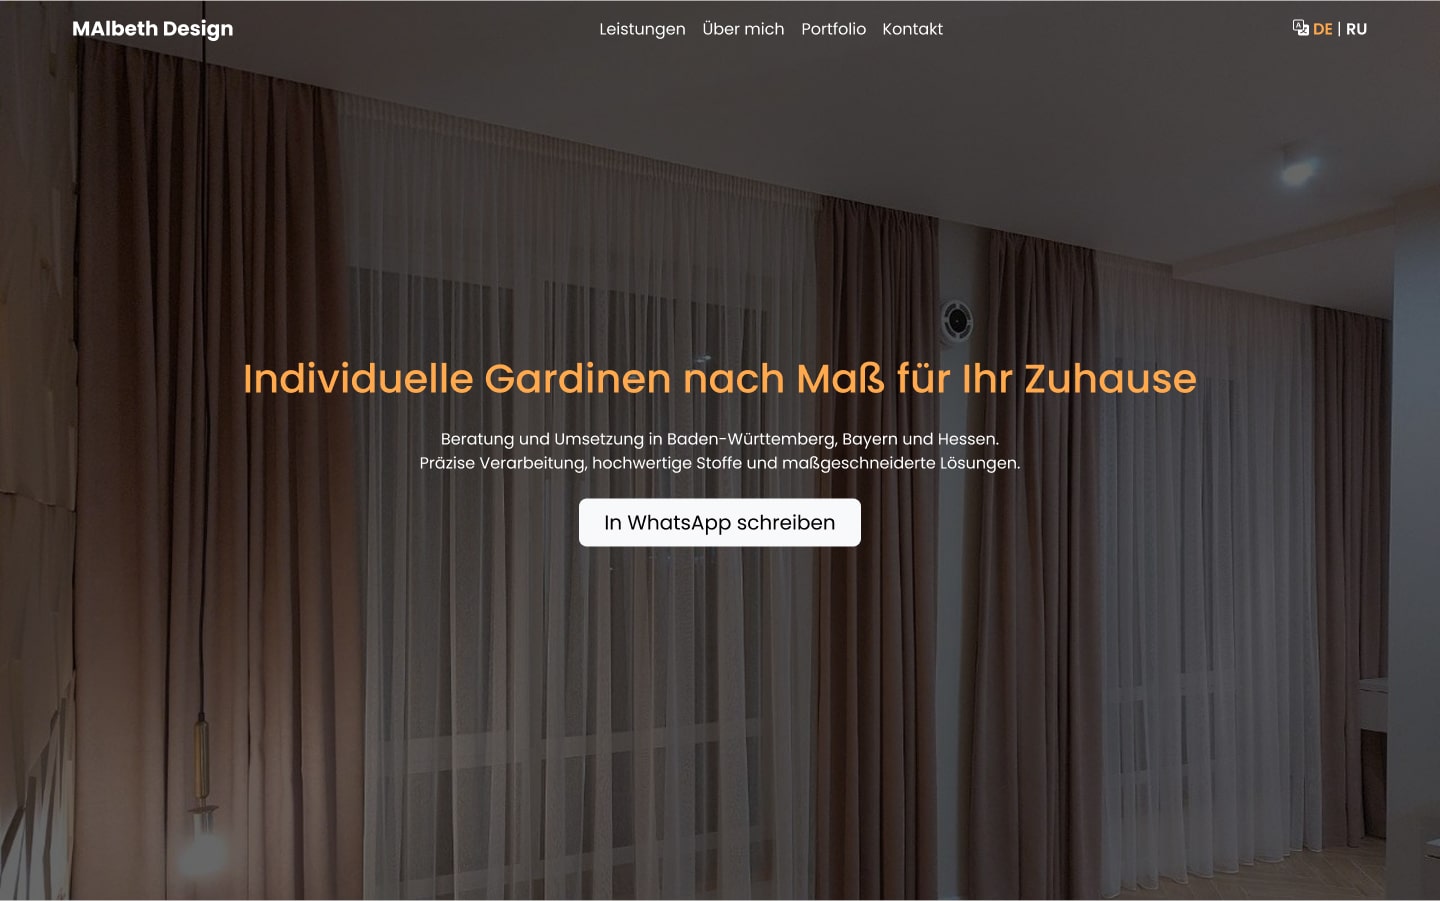 MAlbeth Design
Leistungen Über mich Portfolio Kontakt
DE | RU
Individuelle Gardinen nach Maß für Ihr Zuhause
Beratung und Umsetzung in Baden-Württemberg, Bayern und Hessen.
Präzise Verarbeitung, hochwertige Stoffe und maßgeschneiderte Lösungen.
In WhatsApp schreiben